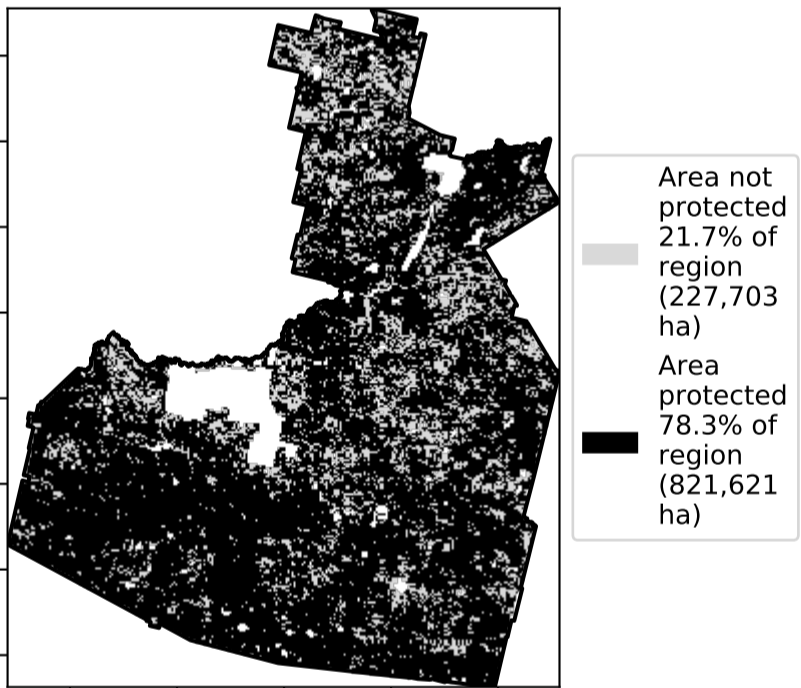 Area not
protected
21.7% of
region
(227,703
ha)
Area
protected
78.3% of
region
(821,621
ha)